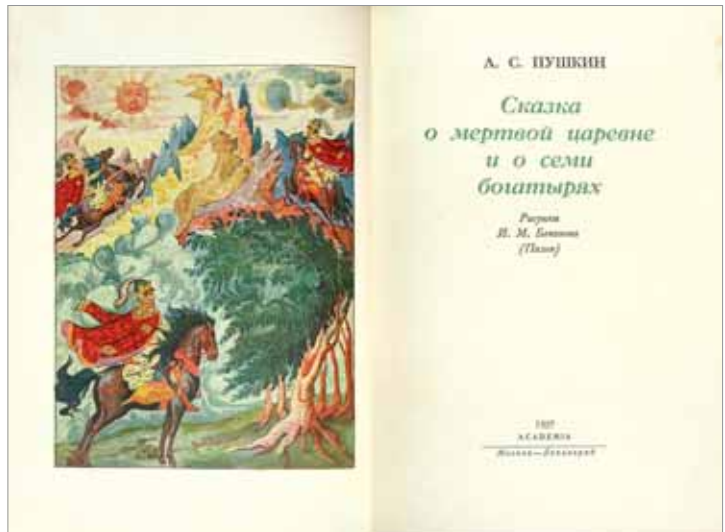 А. С. ПУШКИН
Сказка
о мертвой царевне
и о семи
богатырях
Рисунки
И. М. Баканова
(Палех)
1937
ACADEMIA
Москва—Ленинград